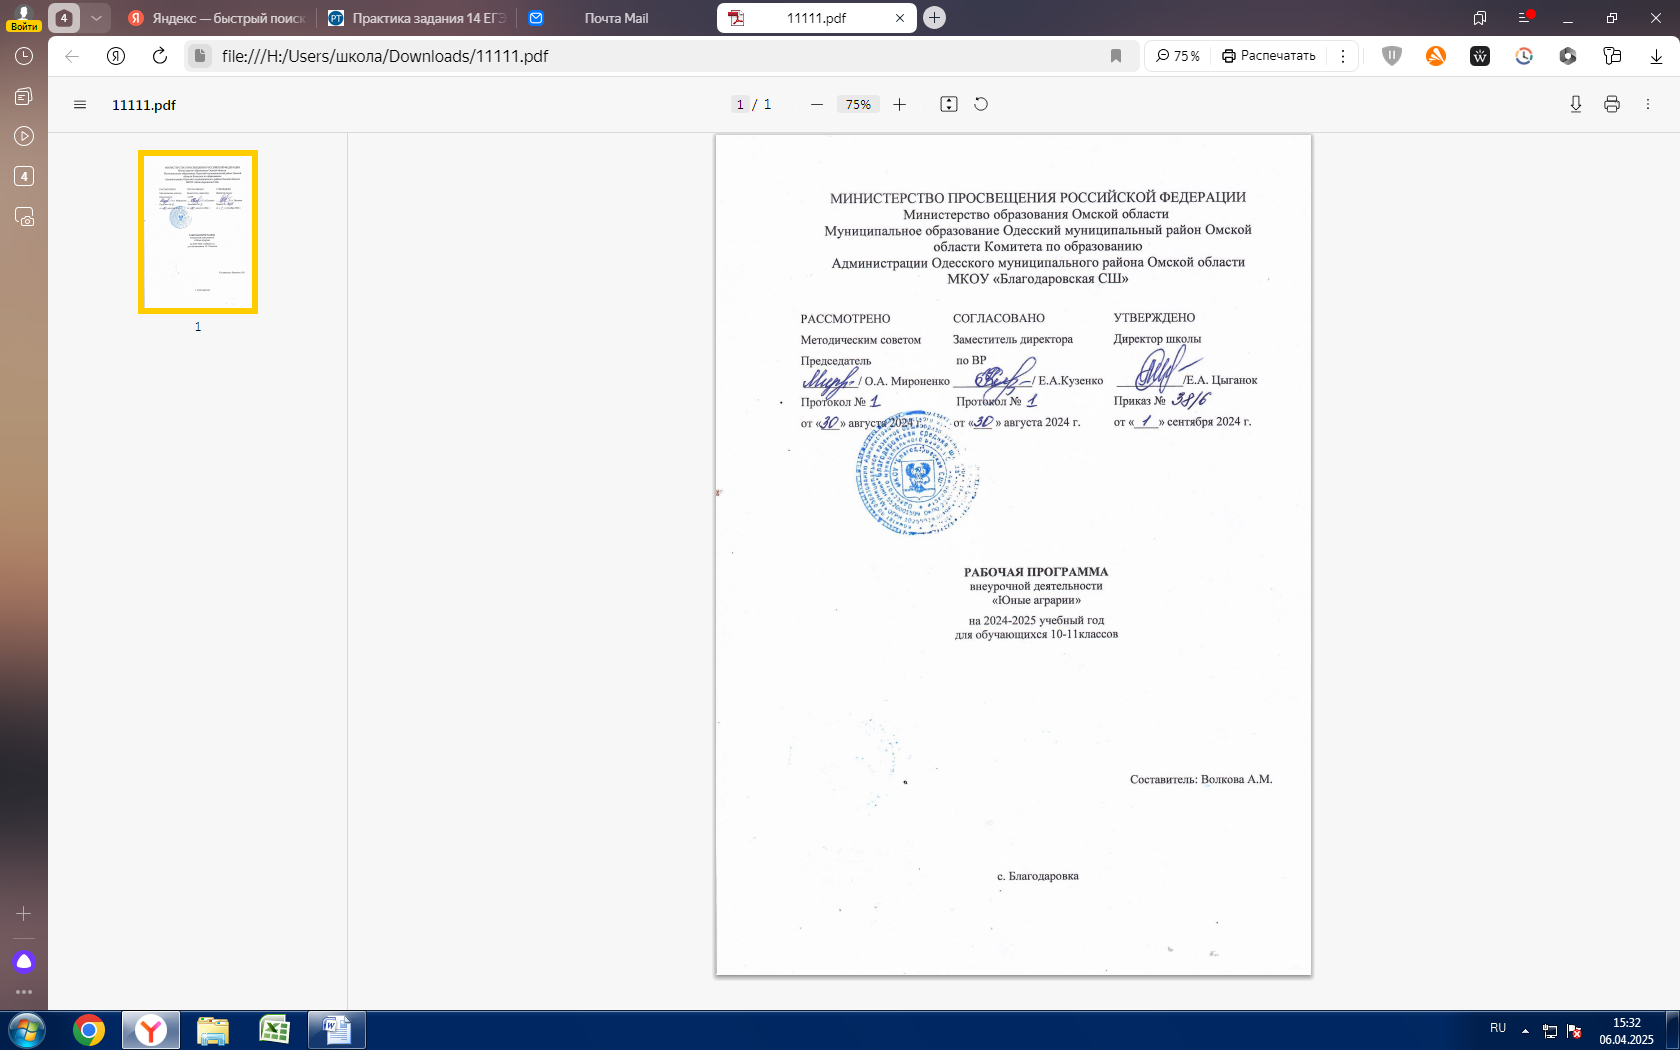 4
Яндекс — быстрый поиск
Практика задания 14 ЕГЭ
Почта Mail
11111.pdf
Войти
file:///H:/Users/школа/Downloads/11111.pdf
75 %
Распечатать
11111.pdf
1 / 1
75%
4
1
МИНИСТЕРСТВО ПРОСВЕЩЕНИЯ РОССИЙСКОЙ ФЕДЕРАЦИИ
Министерство образования Омской области
Муниципальное образование Одесский муниципальный район Омской
области Комитета по образованию
Администрации Одесского муниципального района Омской области
МКОУ «Благодаровская СШ»
РАССМОТРЕНО
Методическим советом
Председатель
/ О.А. Мироненко
Протокол № 1
от «30» августа 2024 г.
СОГЛАСОВАНО
Заместитель директора
по ВР
/ Е.А.Кузенко
Протокол № 1
от «30» августа 2024 г.
УТВЕРЖДЕНО
Директор школы
/Е.А. Цыганок
Приказ № 38/6
от «1» сентября 2024 г.
РАБОЧАЯ ПРОГРАММА
внеурочной деятельности
«Юные аграрии»
на 2024-2025 учебный год
для обучающихся 10-11классов
Составитель: Волкова А.М.
с. Благодаровка
RU
15:32
06.04.2025